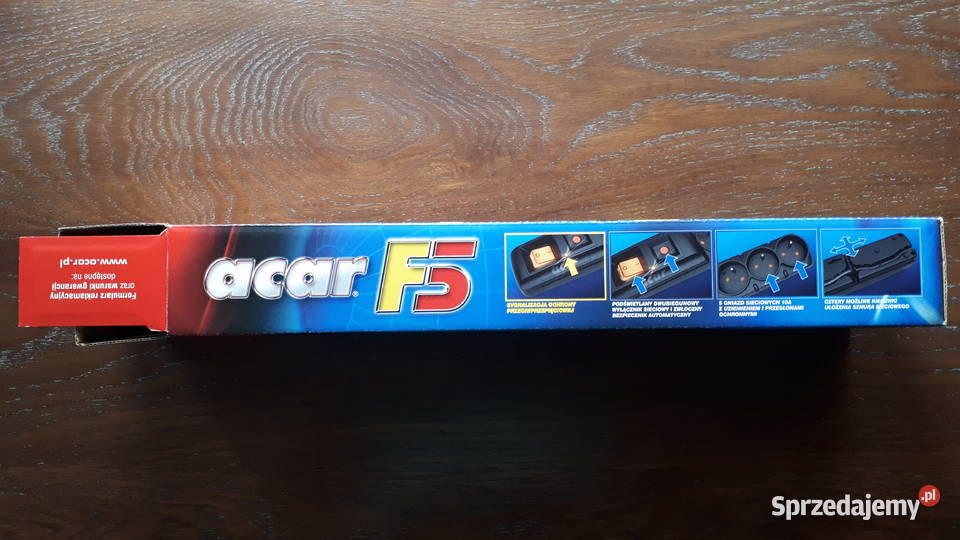 Formularz reklamacyjny
oraz warunki gwarancji
dostępne na:
www.acar.pl
acar®
F5
SYGNALIZACJA OCHRONY
PRZECIWPRZEPIĘCIOWEJ
PODŚWIETLANY DWUBIEGUNOWY
WYŁĄCZNIK SIECIOWY I ZWŁOCZNY
BEZPIECZNIK AUTOMATYCZNY
5 GNIAZD SIECIOWYCH 10A
Z UZIEMIENIEM I PRZESŁONAMI
OCHRONNYMI
CZTERY MOŻLIWE KIERUNKI
UŁOŻENIA SZNURA SIECIOWEGO
Sprzedajemy.pl